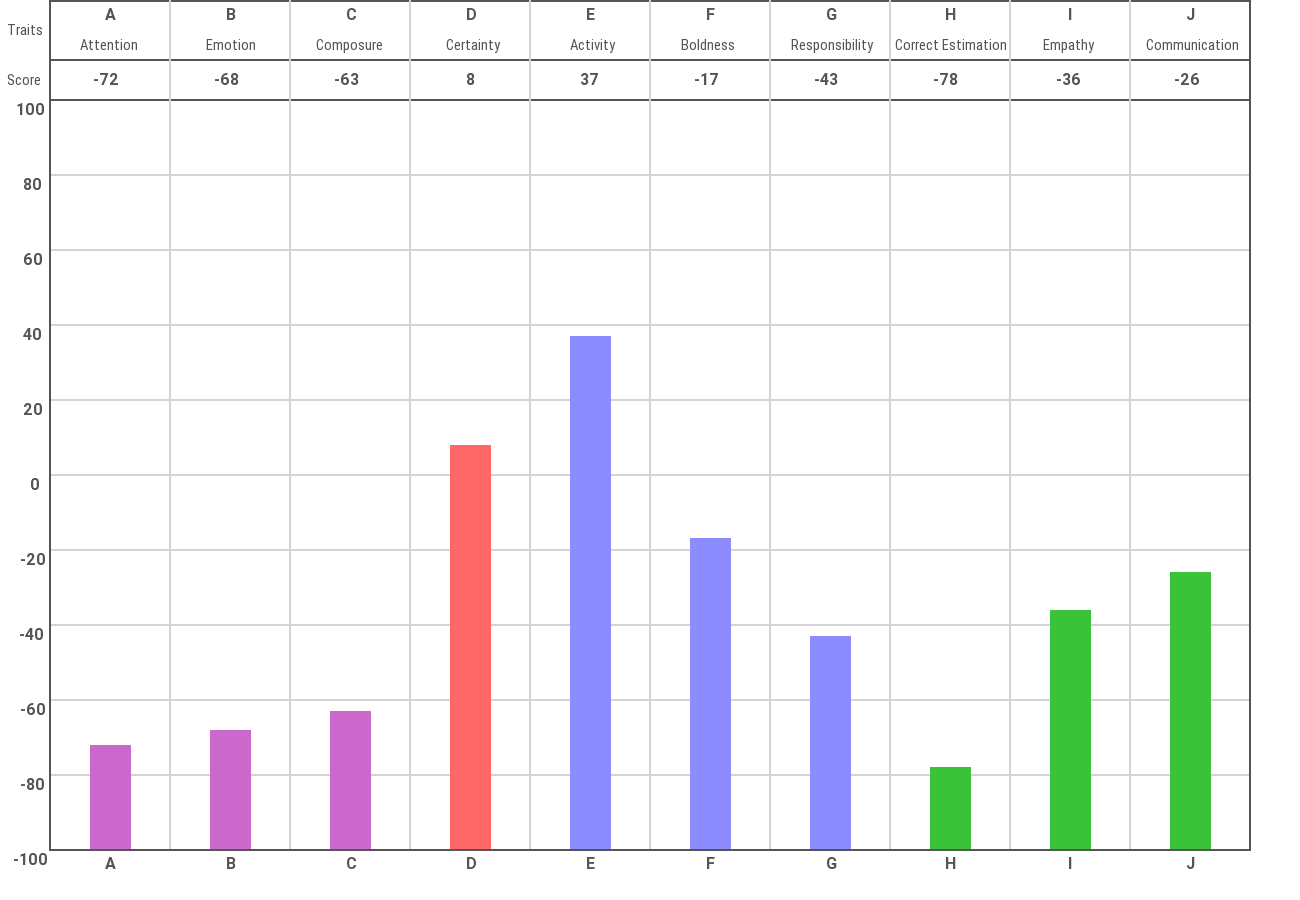 Traits A B C D E F G H I J
Attention Emotion Composure Certainty Activity Boldness Responsibility Correct Estimation Empathy Communication
Score -72 -68 -63 8 37 -17 -43 -78 -36 -26
100
80
60
40
20
0
-20
-40
-60
-80
-100
A B C D E F G H I J